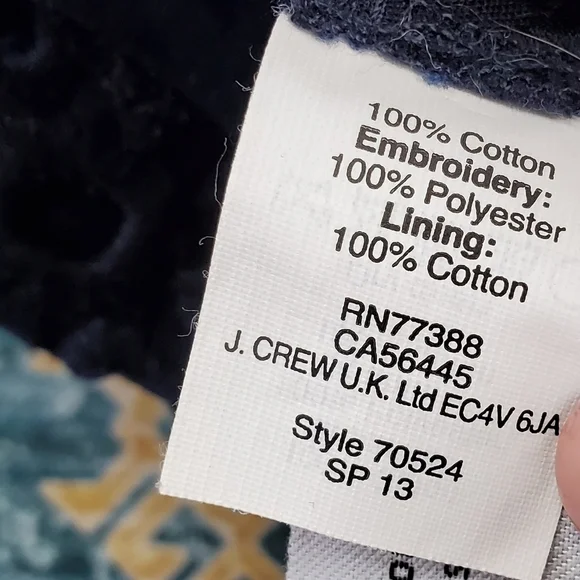 100% Cotton
Embroidery:
100% Polyester
Lining:
100% Cotton
RN77388
CA56445
J. CREW U.K. Ltd EC4V 6JA
Style 70524
SP 13